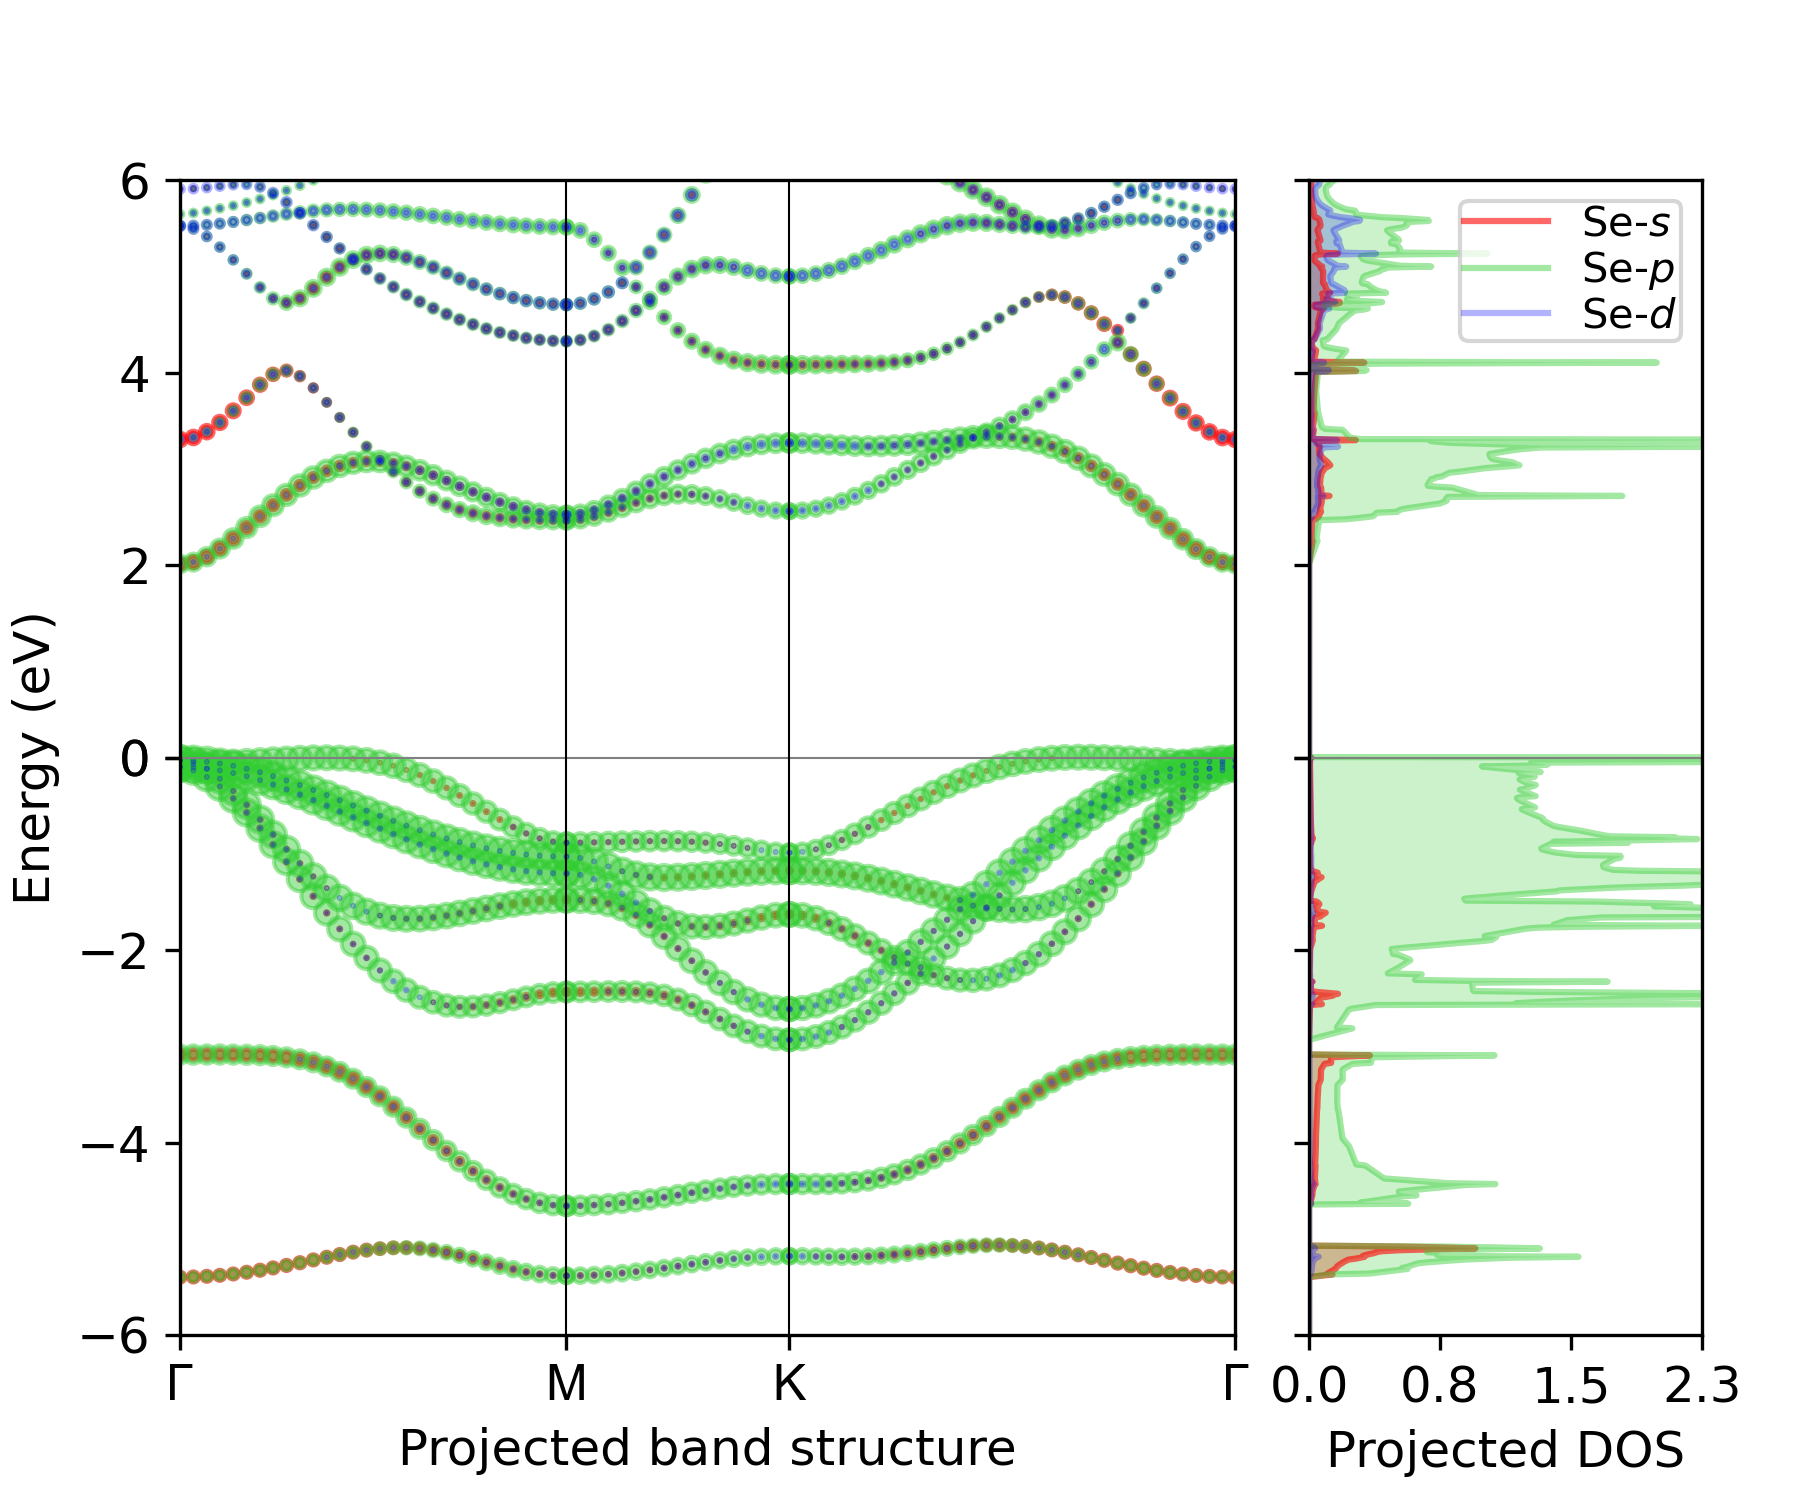 Energy (eV)
6
4
2
0
−2
−4
−6
Γ M K Γ
Projected band structure
Se-s
Se-p
Se-d
0.0 0.8 1.5 2.3
Projected DOS